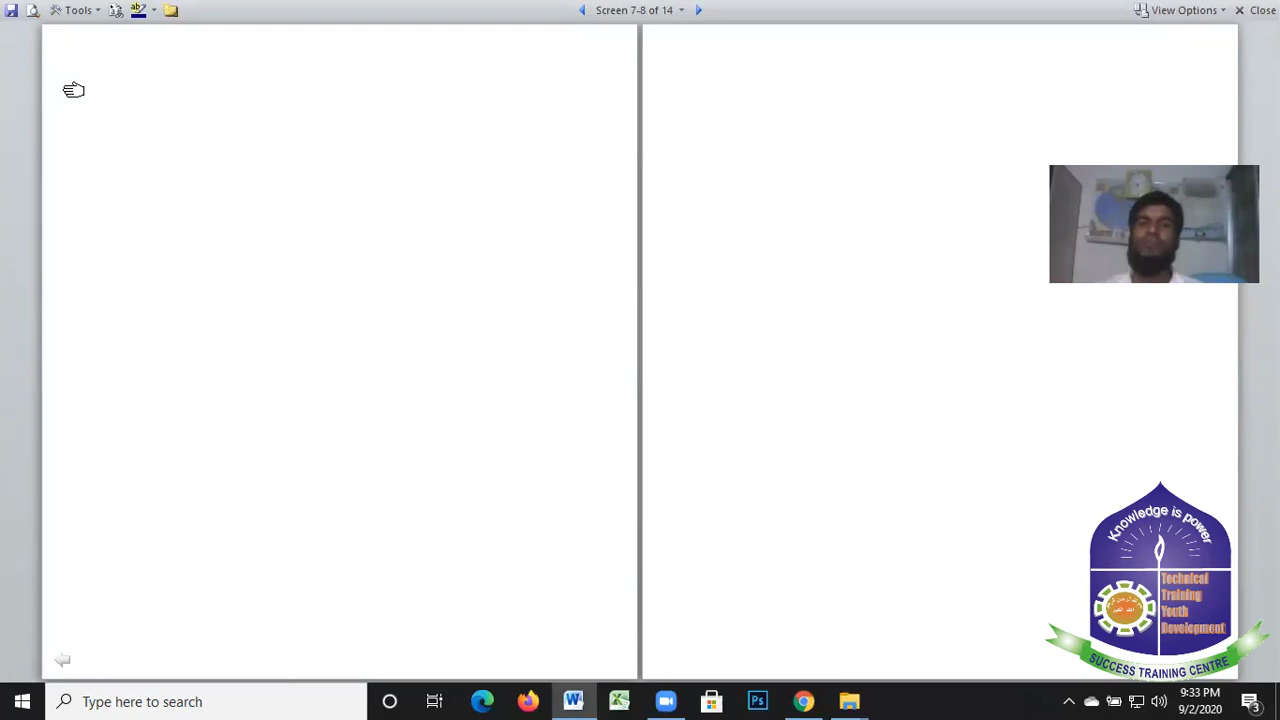 Tools
Screen 7-8 of 14
View Options
Close
Knowledge is power
Technical
Training
Youth
Development
SUCCESS TRAINING CENTRE
Type here to search
9:33 PM
9/2/2020
3